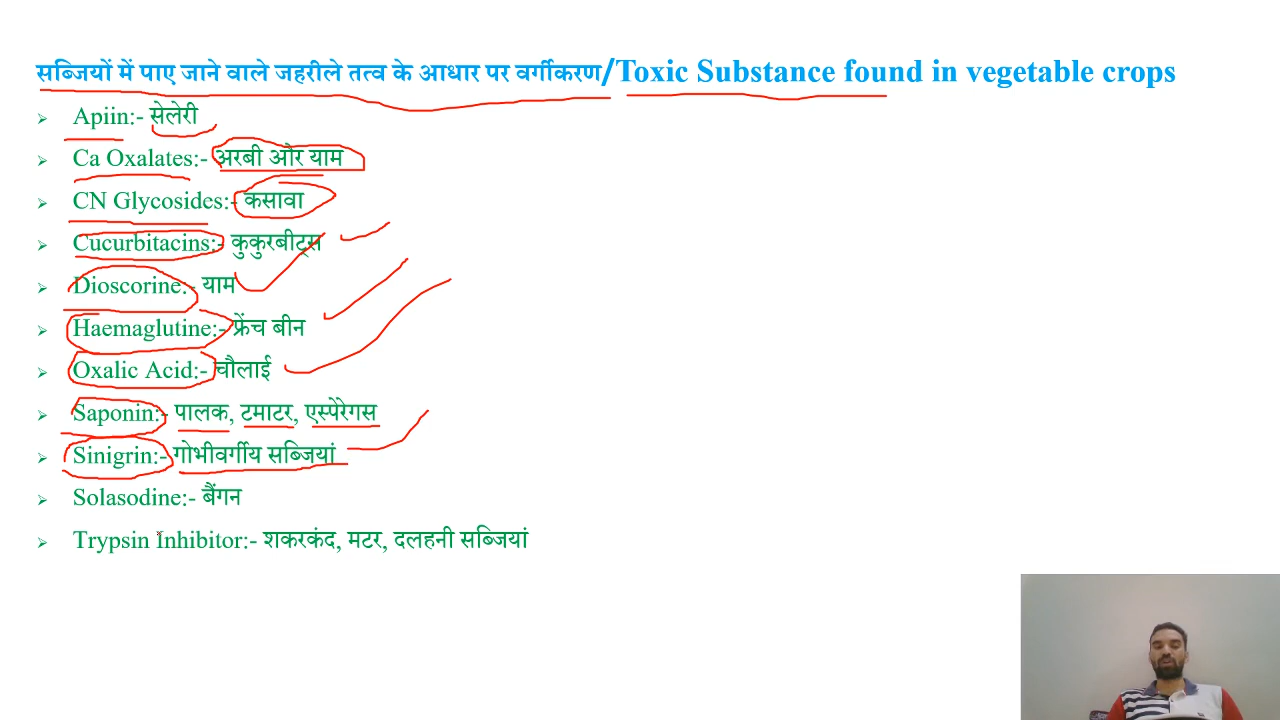 सब्जियों में पाए जाने वाले जहरीले तत्व के आधार पर वर्गीकरण/Toxic Substance found in vegetable crops
➢ Apiin:- सेलेरी
➢ Ca Oxalates:- अरबी और याम
➢ CN Glycosides:- कसावा
➢ Cucurbitacins:- कुकुरबीट्स
➢ Dioscorine:- याम
➢ Haemaglutine:- फ्रेंच बीन
➢ Oxalic Acid:- चौलाई
➢ Saponin:- पालक, टमाटर, एस्पेरेगस
➢ Sinigrin:- गोभीवर्गीय सब्जियां
➢ Solasodine:- बैंगन
➢ Trypsin Inhibitor:- शकरकंद, मटर, दलहनी सब्जियां